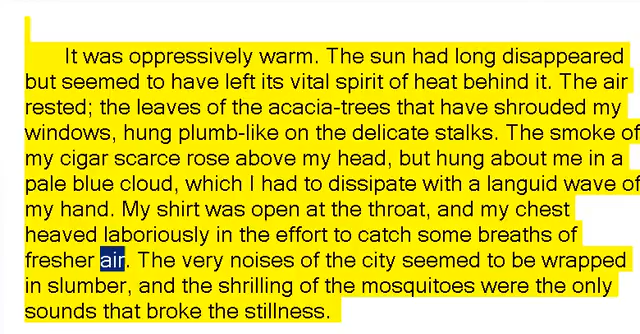 It was oppressively warm. The sun had long disappeared
but seemed to have left its vital spirit of heat behind it. The air
rested; the leaves of the acacia-trees that have shrouded my
windows, hung plumb-like on the delicate stalks. The smoke of
my cigar scarce rose above my head, but hung about me in a
pale blue cloud, which I had to dissipate with a languid wave of
my hand. My shirt was open at the throat, and my chest
heaved laboriously in the effort to catch some breaths of
fresher air. The very noises of the city seemed to be wrapped
in slumber, and the shrilling of the mosquitoes were the only
sounds that broke the stillness.